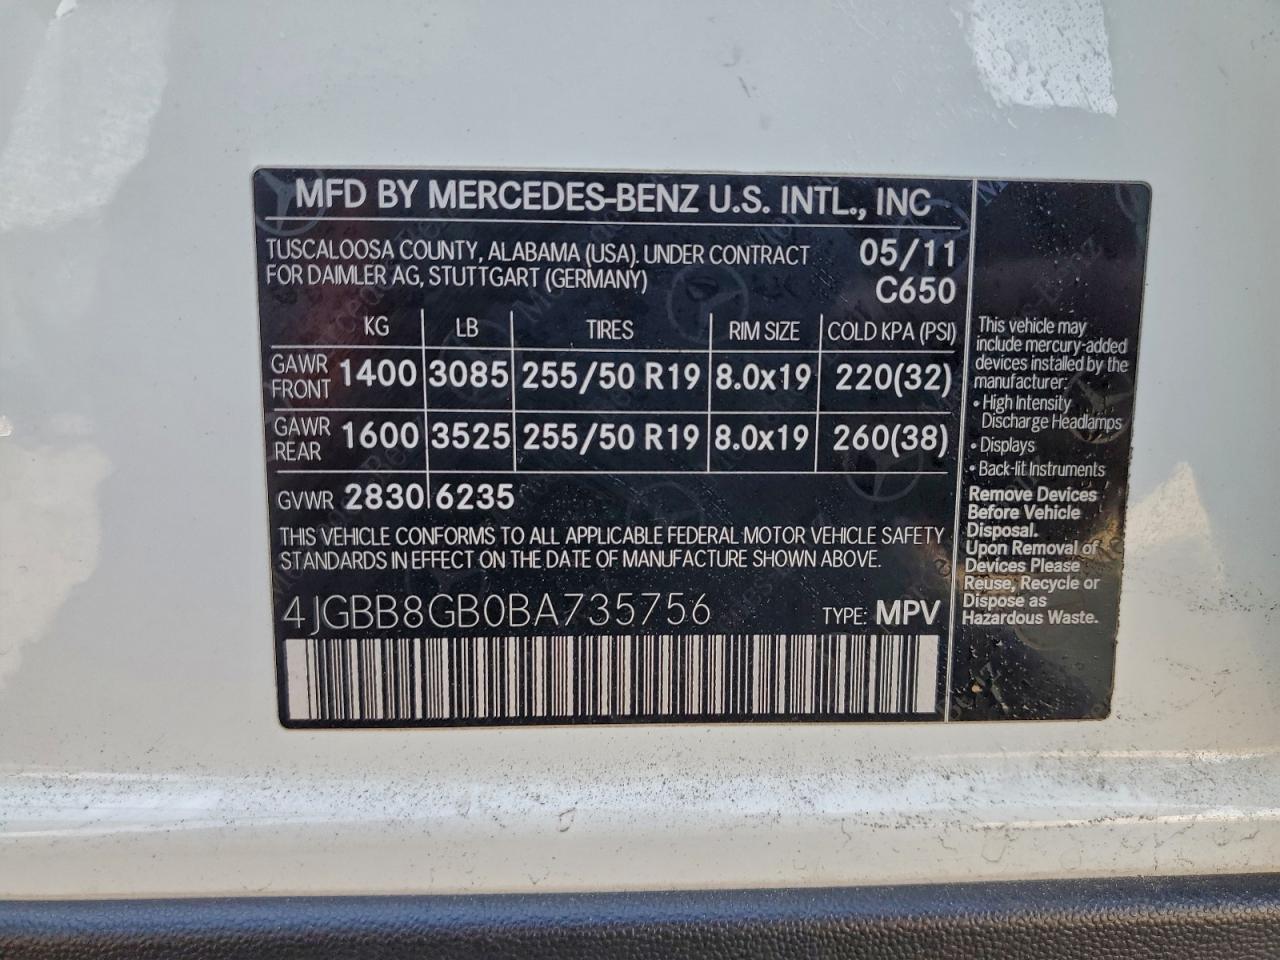 MFD BY MERCEDES-BENZ U.S. INTL., INC
TUSCALOOSA COUNTY, ALABAMA (USA). UNDER CONTRACT
FOR DAIMLER AG, STUTTGART (GERMANY)
05/11
C650
KG LB TIRES RIM SIZE COLD KPA (PSI)
GAWR FRONT 1400 3085 255/50 R19 8.0x19 220(32)
GAWR REAR 1600 3525 255/50 R19 8.0x19 260(38)
GVWR 2830 6235
THIS VEHICLE CONFORMS TO ALL APPLICABLE FEDERAL MOTOR VEHICLE SAFETY
STANDARDS IN EFFECT ON THE DATE OF MANUFACTURE SHOWN ABOVE.
4JGBB8GB0BA735756 TYPE: MPV
This vehicle may
include mercury-added
devices installed by the
manufacturer:
• High Intensity
Discharge Headlamps
• Displays
• Back-lit Instruments
Remove Devices
Before Vehicle
Disposal.
Upon Removal of
Devices Please
Reuse, Recycle or
Dispose as
Hazardous Waste.